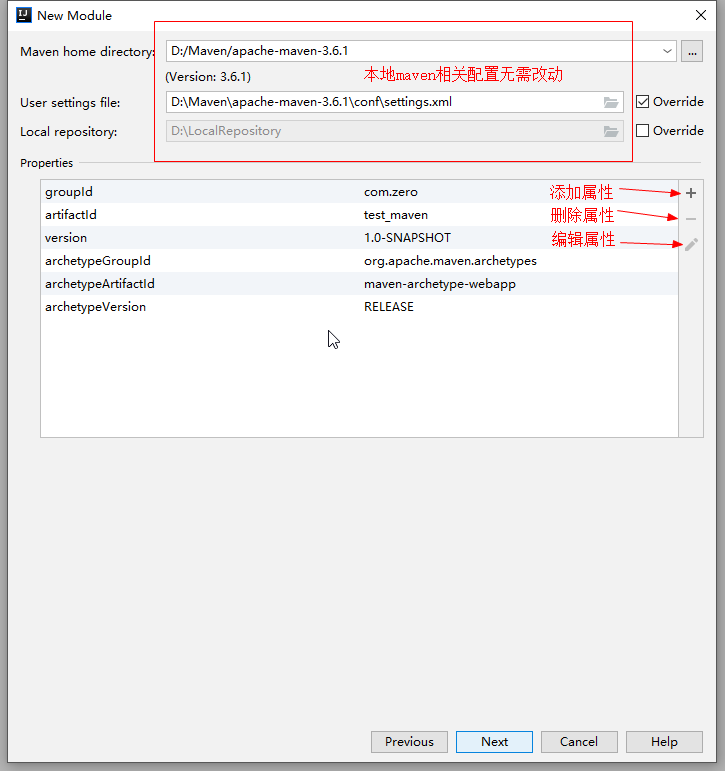 New Module
Maven home directory: D:/Maven/apache-maven-3.6.1 ...
(Version: 3.6.1) 本地maven相关配置无需改动
User settings file: D:\Maven\apache-maven-3.6.1\conf\settings.xml Override
Local repository: D:\LocalRepository Override
Properties
groupId com.zero 添加属性
artifactId test_maven 删除属性
version 1.0-SNAPSHOT 编辑属性
archetypeGroupId org.apache.maven.archetypes
archetypeArtifactId maven-archetype-webapp
archetypeVersion RELEASE
Previous Next Cancel Help